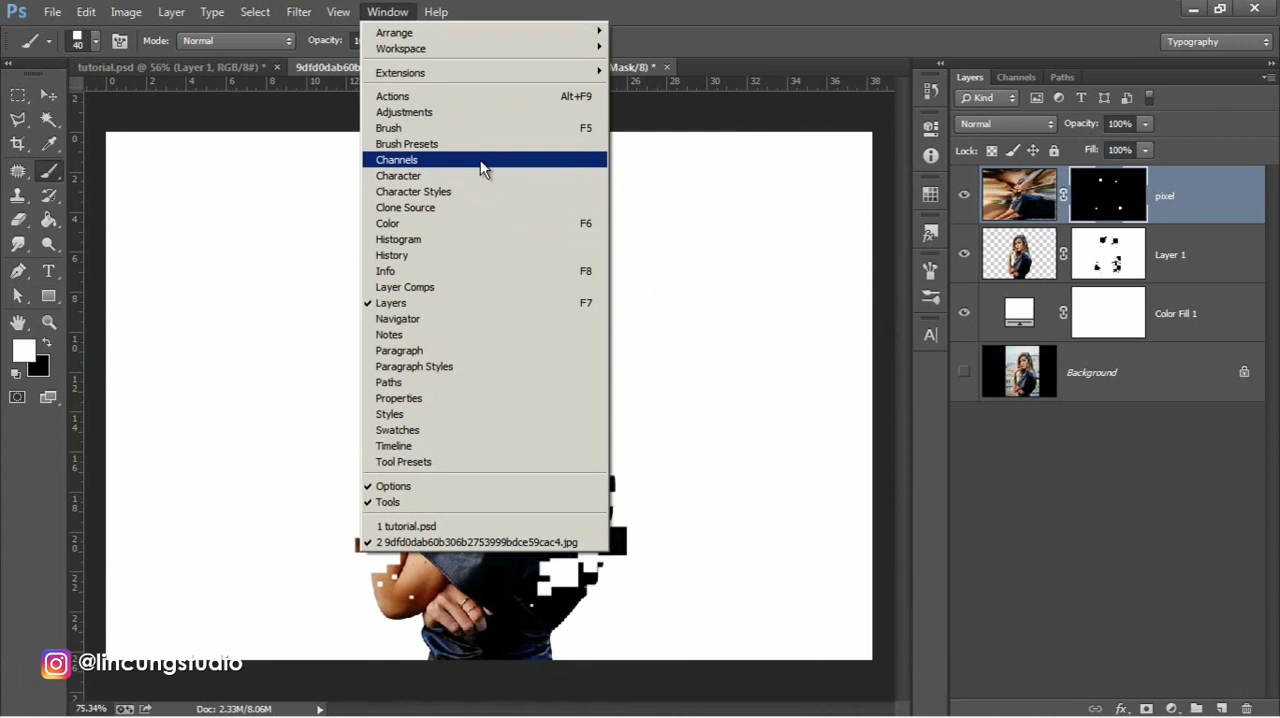 Ps File Edit Image Layer Type Select Filter View Window Help
40 Mode: Normal Opacity: Typography
tutorial.psd @ 56% (Layer 1, RGB/8#) * × Mask/8) * ×
Arrange
Workspace
Extensions
Actions Alt+F9
Adjustments
Brush F5
Brush Presets
Channels
Character
Character Styles
Clone Source
Color F6
Histogram
History
Info F8
Layer Comps
Layers F7
Navigator
Notes
Paragraph
Paragraph Styles
Paths
Properties
Styles
Swatches
Timeline
Tool Presets
Options
Tools
1 tutorial.psd
2 9dfd0dab60b306b2753999bdce59cac4.jpg
Layers Channels Paths
Kind
Normal Opacity: 100%
Lock: Fill: 100%
pixel
Layer 1
Color Fill 1
Background
@lincungstudio
75.34% Doc: 2.33M/8.06M